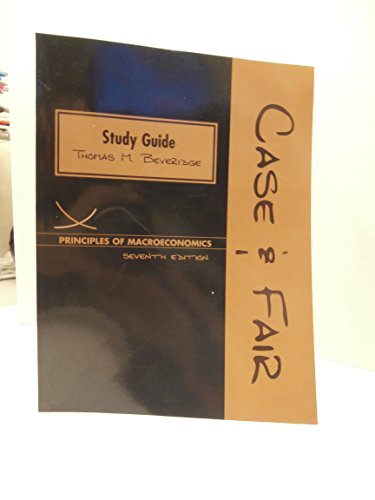 Study Guide
THOMAS M. BEVERIDGE
PRINCIPLES OF MACROECONOMICS
SEVENTH EDITION
CASE & FAIR